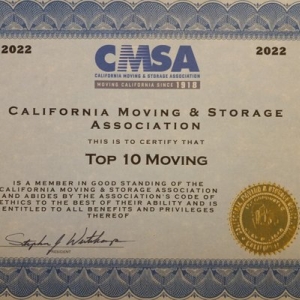 2022
2022
CMSA
CALIFORNIA MOVING & STORAGE ASSOCIATION
MOVING CALIFORNIA SINCE 1918
CALIFORNIA MOVING & STORAGE
ASSOCIATION
THIS IS TO CERTIFY THAT
TOP 10 MOVING
IS A MEMBER IN GOOD STANDING OF THE
CALIFORNIA MOVING & STORAGE ASSOCIATION
AND ABIDES BY THE ASSOCIATION'S CODE OF
ETHICS TO THE BEST OF THEIR ABILITY AND IS
ENTITLED TO ALL BENEFITS AND PRIVILEGES
THEREOF
PRESIDENT